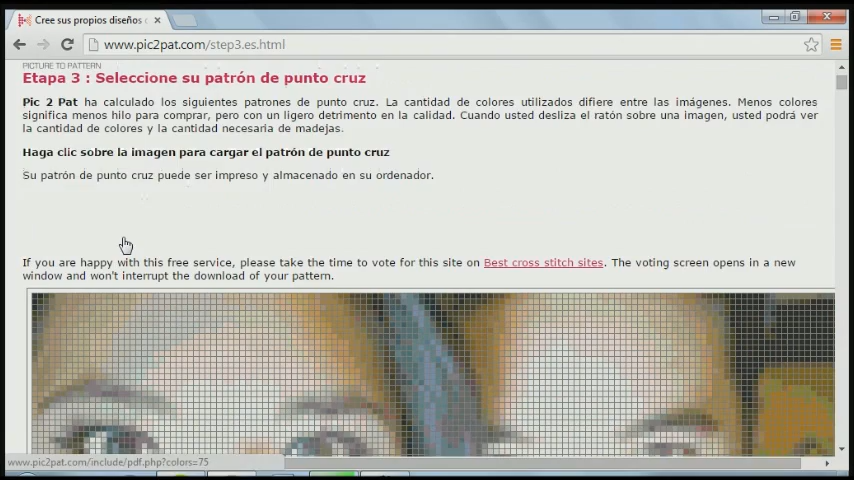 Cree sus propios diseños c
www.pic2pat.com/step3.es.html
PICTURE TO PATTERN
Etapa 3 : Seleccione su patrón de punto cruz
Pic 2 Pat ha calculado los siguientes patrones de punto cruz. La cantidad de colores utilizados difiere entre las imágenes. Menos colores
significa menos hilo para comprar, pero con un ligero detrimento en la calidad. Cuando usted desliza el ratón sobre una imagen, usted podrá ver
la cantidad de colores y la cantidad necesaria de madejas.
Haga clic sobre la imagen para cargar el patrón de punto cruz
Su patrón de punto cruz puede ser impreso y almacenado en su ordenador.
If you are happy with this free service, please take the time to vote for this site on Best cross stitch sites. The voting screen opens in a new
window and won't interrupt the download of your pattern.
www.pic2pat.com/include/pdf.php?colors=75